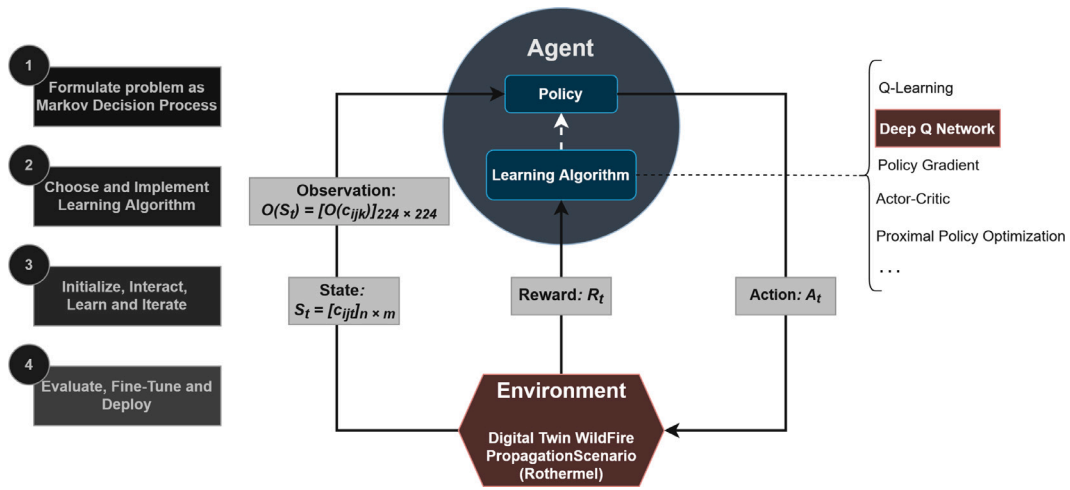 1
Formulate problem as
Markov Decision Process
2
Choose and Implement
Learning Algorithm
3
Initialize, Interact,
Learn and Iterate
4
Evaluate, Fine-Tune and
Deploy
Agent
Policy
Learning Algorithm
Observation:
O(Sₜ) = [O(cᵢⱼₖ)]₂₂₄ × ₂₂₄
State:
Sₜ = [cᵢⱼₜ]ₙ × ₘ
Reward: Rₜ
Action: Aₜ
Environment
Digital Twin WildFire
PropagationScenario
(Rothermel)
Q-Learning
Deep Q Network
Policy Gradient
Actor-Critic
Proximal Policy Optimization
...